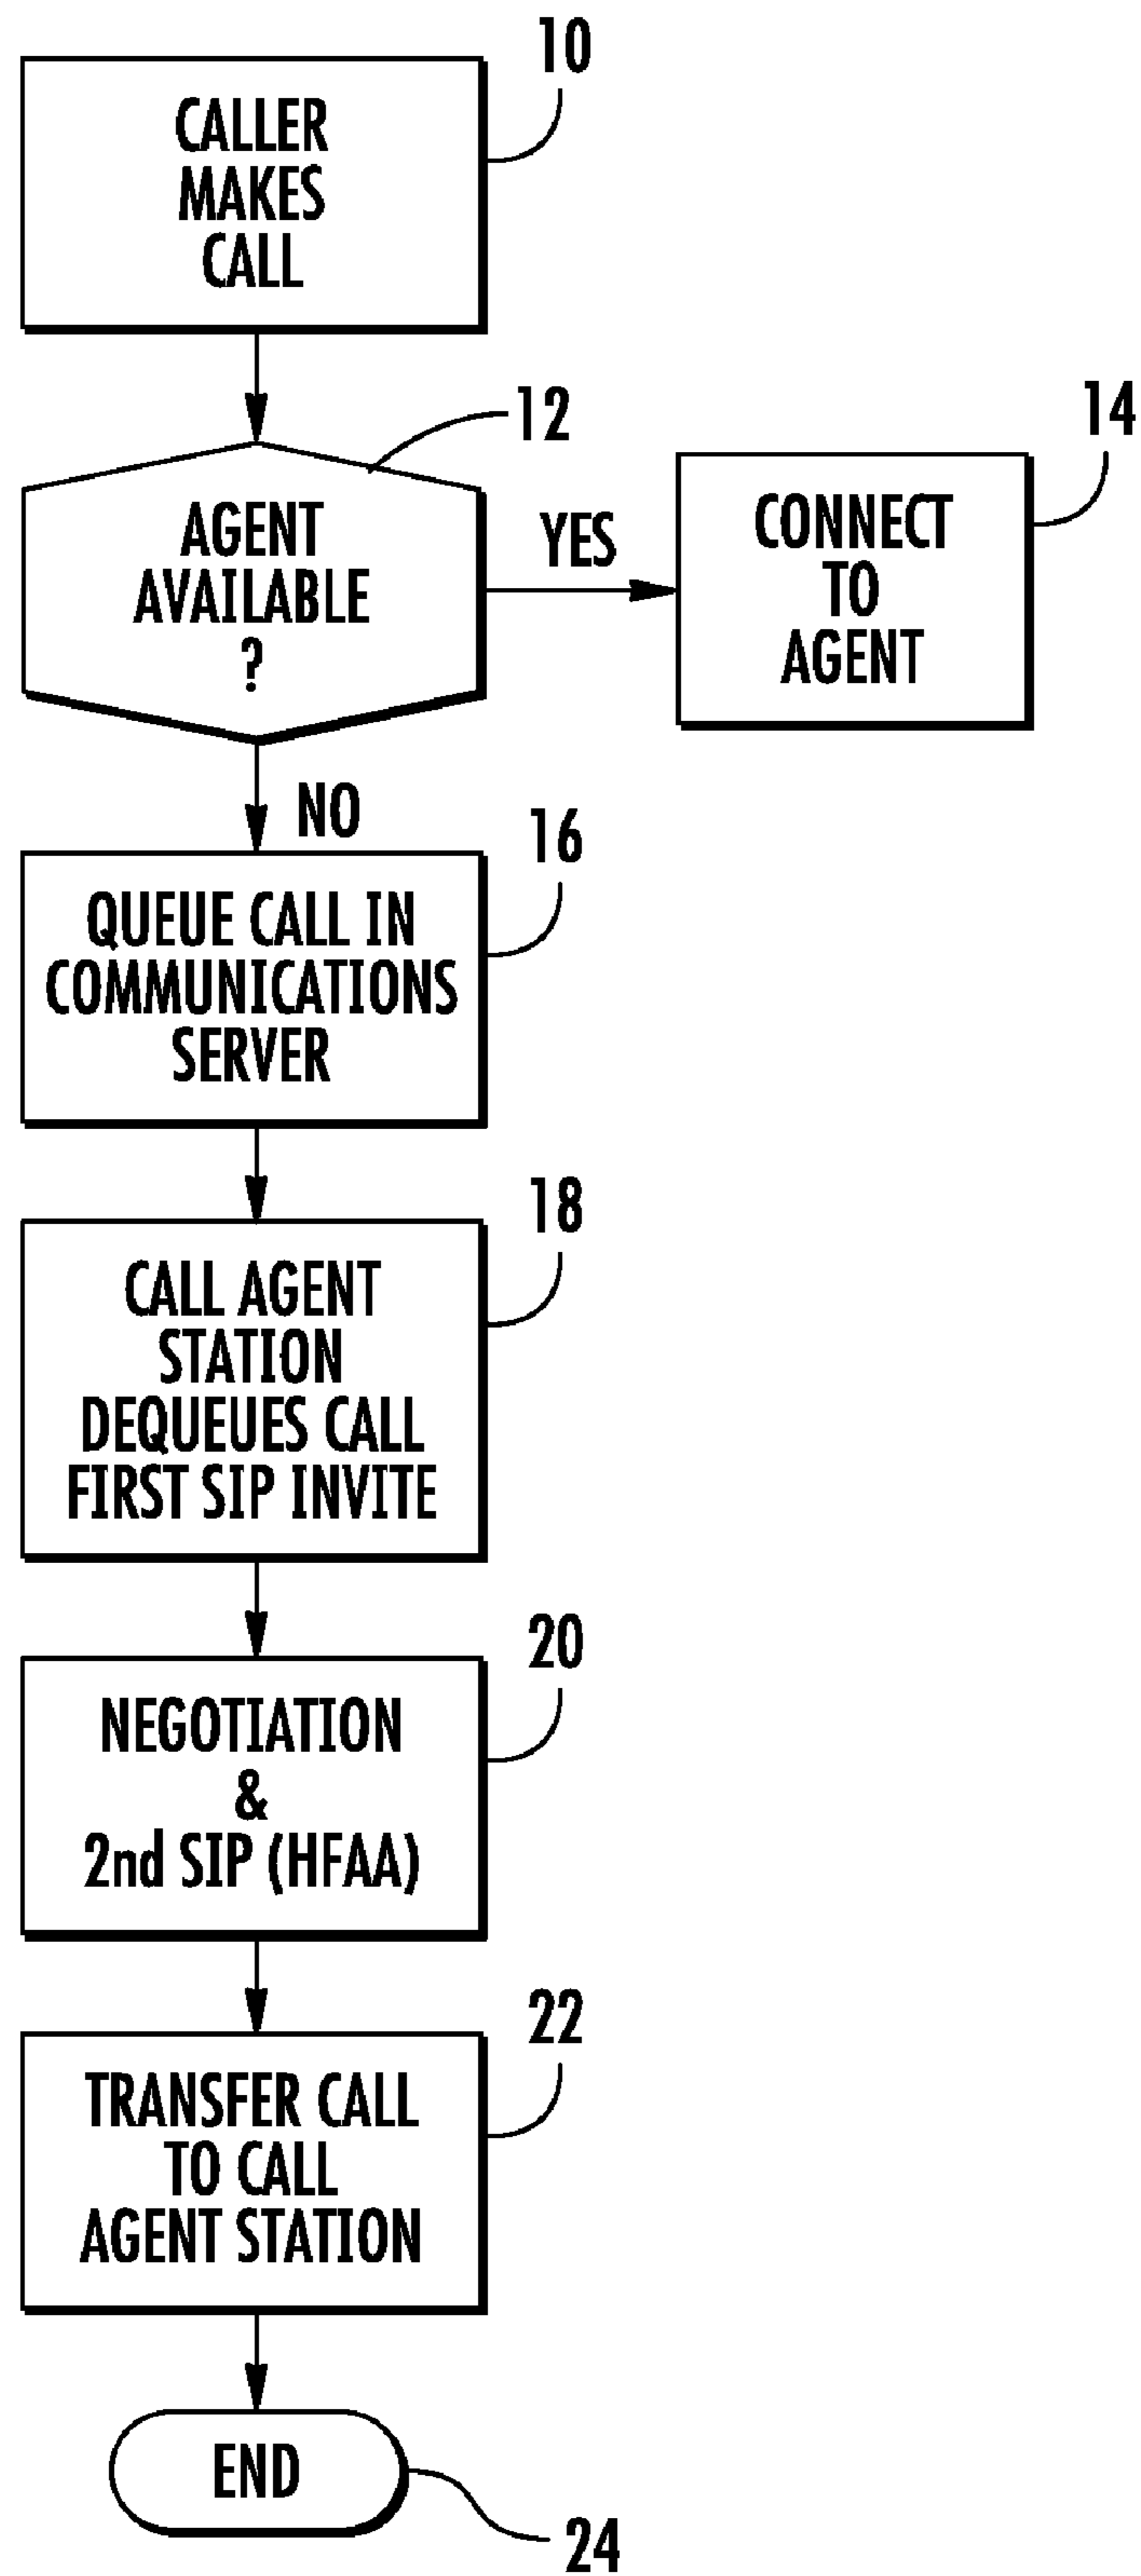 10
CALLER
MAKES
CALL
12
AGENT
AVAILABLE
?
YES
14
CONNECT
TO
AGENT
NO
16
QUEUE CALL IN
COMMUNICATIONS
SERVER
18
CALL AGENT
STATION
DEQUEUES CALL
FIRST SIP INVITE
20
NEGOTIATION
&
2nd SIP (HFAA)
22
TRANSFER CALL
TO CALL
AGENT STATION
END
24